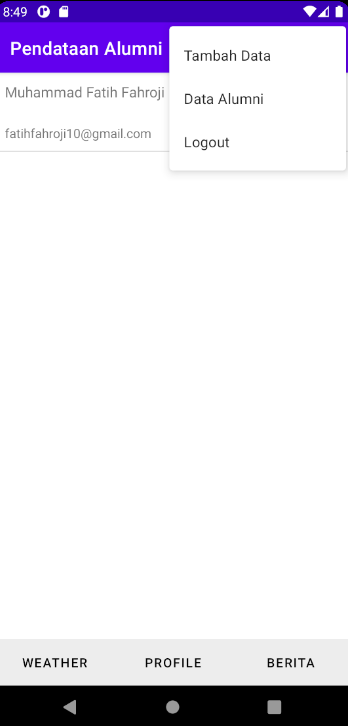 8:49
Pendataan Alumni
Tambah Data
Data Alumni
Logout
Muhammad Fatih Fahroji
fatihfahroji10@gmail.com
WEATHER PROFILE BERITA